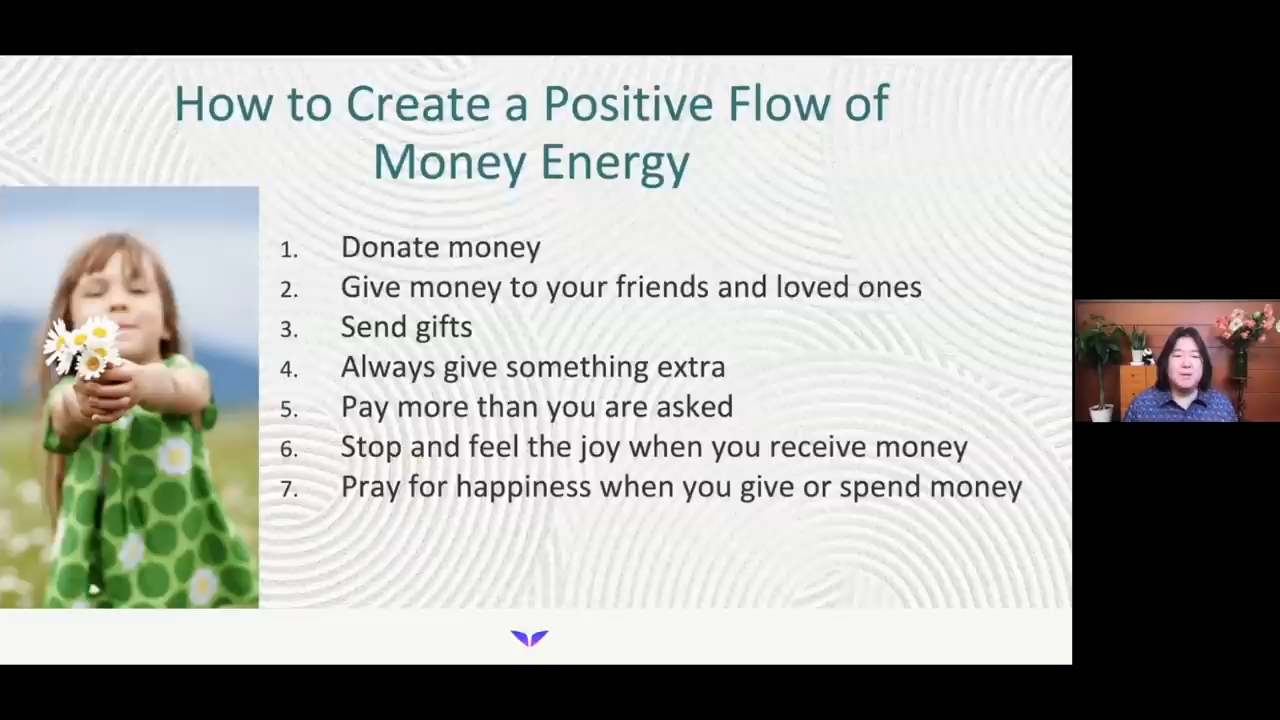 How to Create a Positive Flow of
Money Energy
1. Donate money
2. Give money to your friends and loved ones
3. Send gifts
4. Always give something extra
5. Pay more than you are asked
6. Stop and feel the joy when you receive money
7. Pray for happiness when you give or spend money